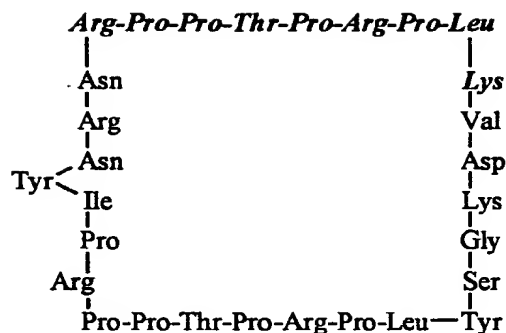 Arg-Pro-Pro-Thr-Pro-Arg-Pro-Leu
Asn Lys
Arg Val
Asn Asp
Tyr
Ile Lys
Pro Gly
Arg Ser
Pro-Pro-Thr-Pro-Arg-Pro-Leu-Tyr